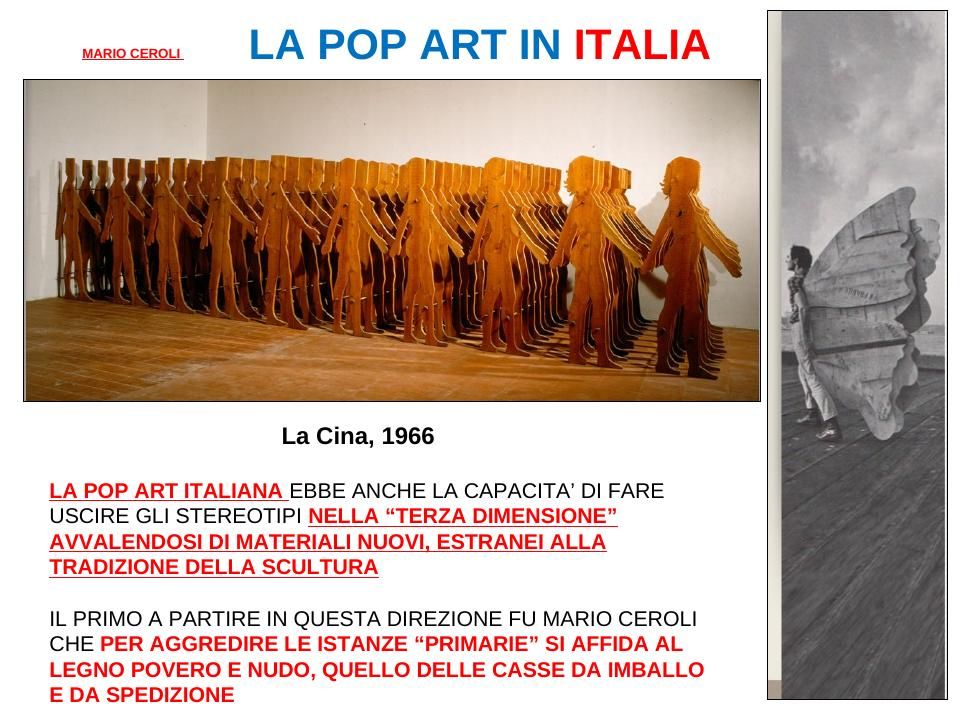 MARIO CEROLI
LA POP ART IN ITALIA
La Cina, 1966
LA POP ART ITALIANA EBBE ANCHE LA CAPACITA’ DI FARE
USCIRE GLI STEREOTIPI NELLA “TERZA DIMENSIONE”
AVVALENDOSI DI MATERIALI NUOVI, ESTRANEI ALLA
TRADIZIONE DELLA SCULTURA
IL PRIMO A PARTIRE IN QUESTA DIREZIONE FU MARIO CEROLI
CHE PER AGGREDIRE LE ISTANZE “PRIMARIE” SI AFFIDA AL
LEGNO POVERO E NUDO, QUELLO DELLE CASSE DA IMBALLO
E DA SPEDIZIONE